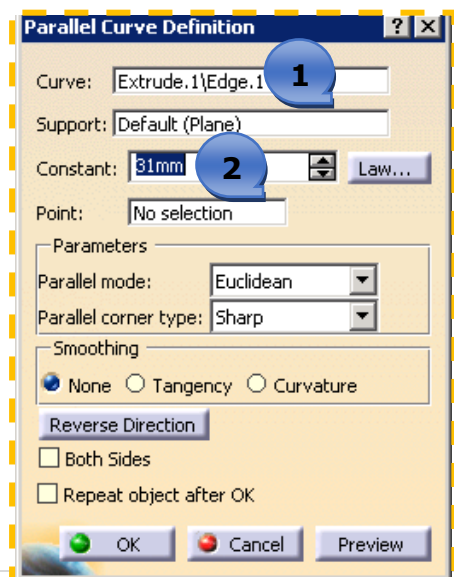 Parallel Curve Definition ? X
Curve: Extrude.1\Edge.1 1
Support: Default (Plane)
Constant: 31mm 2 Law...
Point: No selection
Parameters
Parallel mode: Euclidean
Parallel corner type: Sharp
Smoothing
None Tangency Curvature
Reverse Direction
Both Sides
Repeat object after OK
OK Cancel Preview